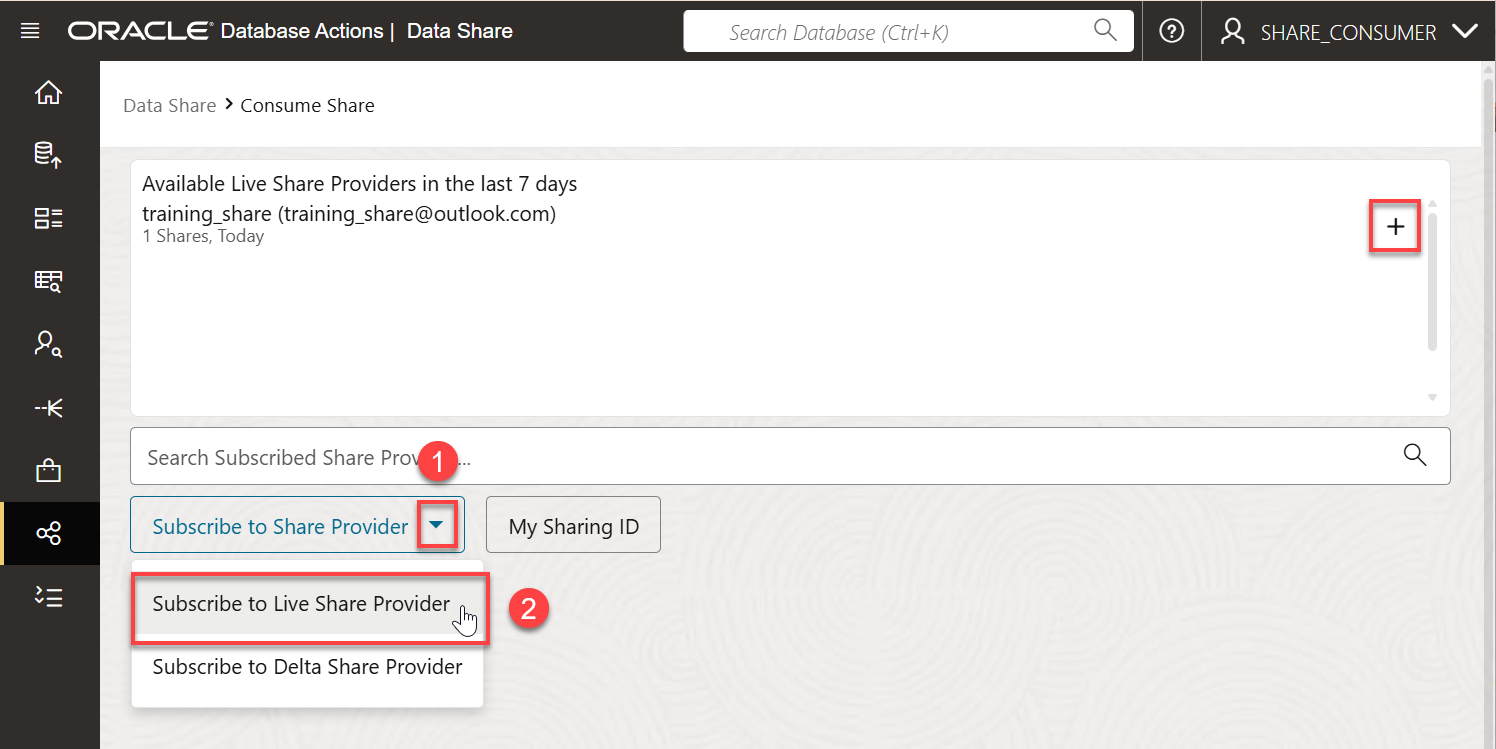 ORACLE Database Actions | Data Share
Search Database (Ctrl+K)
SHARE_CONSUMER
Data Share > Consume Share
Available Live Share Providers in the last 7 days
training_share (training_share@outlook.com)
1 Shares, Today
+
Search Subscribed Share Prov...
1
Subscribe to Share Provider
My Sharing ID
Subscribe to Live Share Provider
2
Subscribe to Delta Share Provider